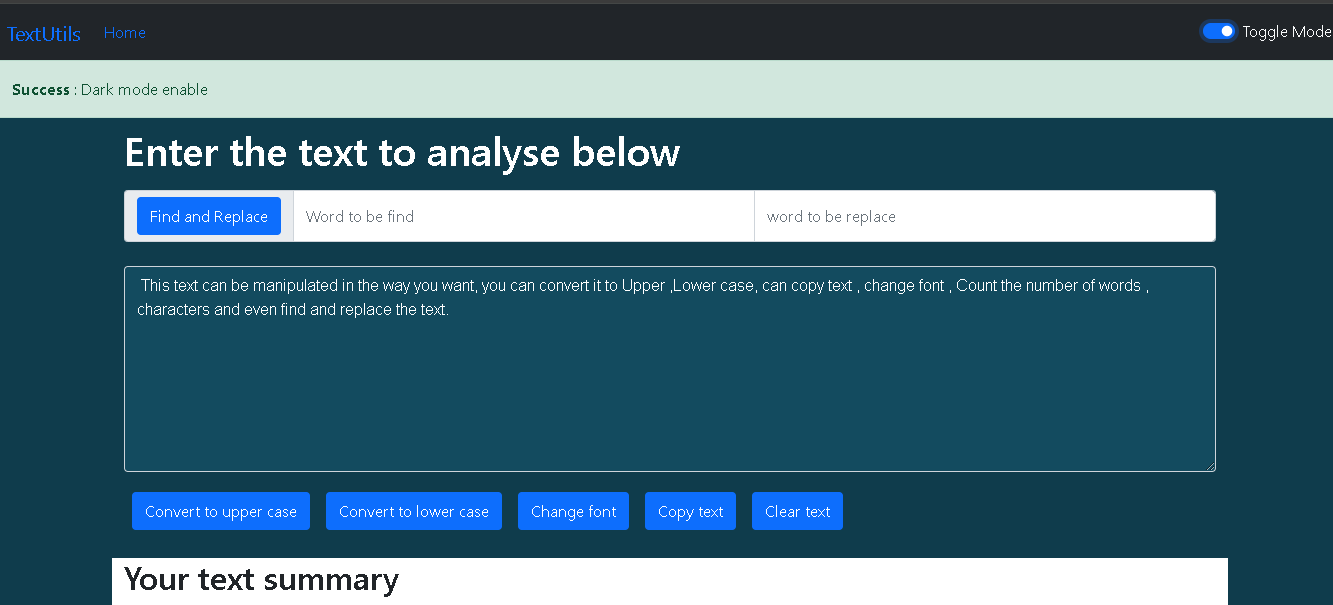 TextUtils Home Toggle Mode
Success : Dark mode enable
Enter the text to analyse below
Find and Replace Word to be find word to be replace
This text can be manipulated in the way you want, you can convert it to Upper ,Lower case, can copy text , change font , Count the number of words ,
characters and even find and replace the text.
Convert to upper case Convert to lower case Change font Copy text Clear text
Your text summary